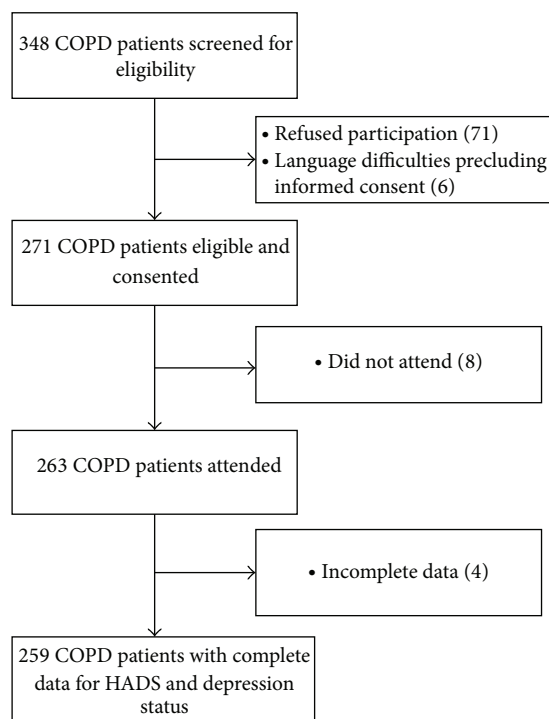 348 COPD patients screened for
eligibility
• Refused participation (71)
• Language difficulties precluding
informed consent (6)
271 COPD patients eligible and
consented
• Did not attend (8)
263 COPD patients attended
• Incomplete data (4)
259 COPD patients with complete
data for HADS and depression
status